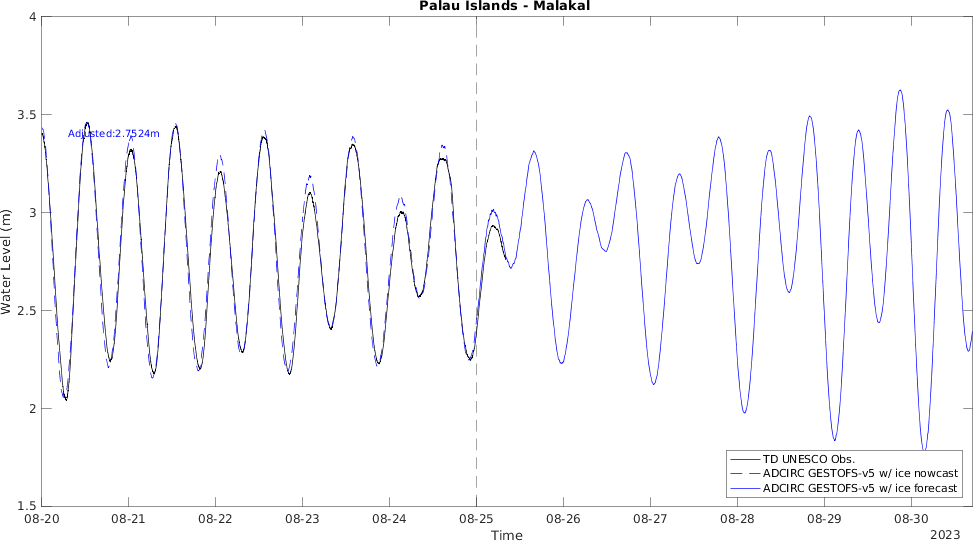 Palau Islands - Malakal
4
3.5
3
2.5
2
1.5
Water Level (m)
Adjusted:2.7524m
TD UNESCO Obs.
ADCIRC GESTOFS-v5 w/ ice nowcast
ADCIRC GESTOFS-v5 w/ ice forecast
08-20 08-21 08-22 08-23 08-24 08-25 08-26 08-27 08-28 08-29 08-30
Time
2023